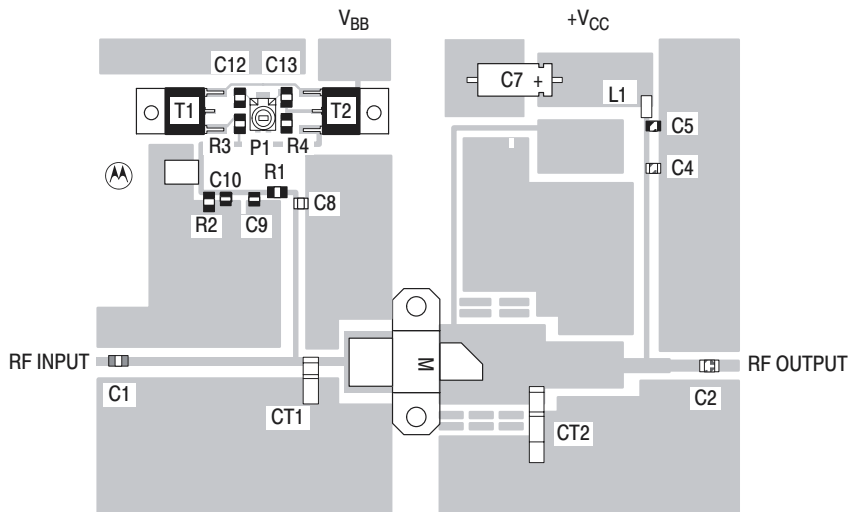 VBB
+VCC
C12
C13
C7 +
L1
T1
T2
C5
R3
P1
R4
C4
C10
R1
C8
R2
C9
RF INPUT
M
RF OUTPUT
C1
CT1
C2
CT2